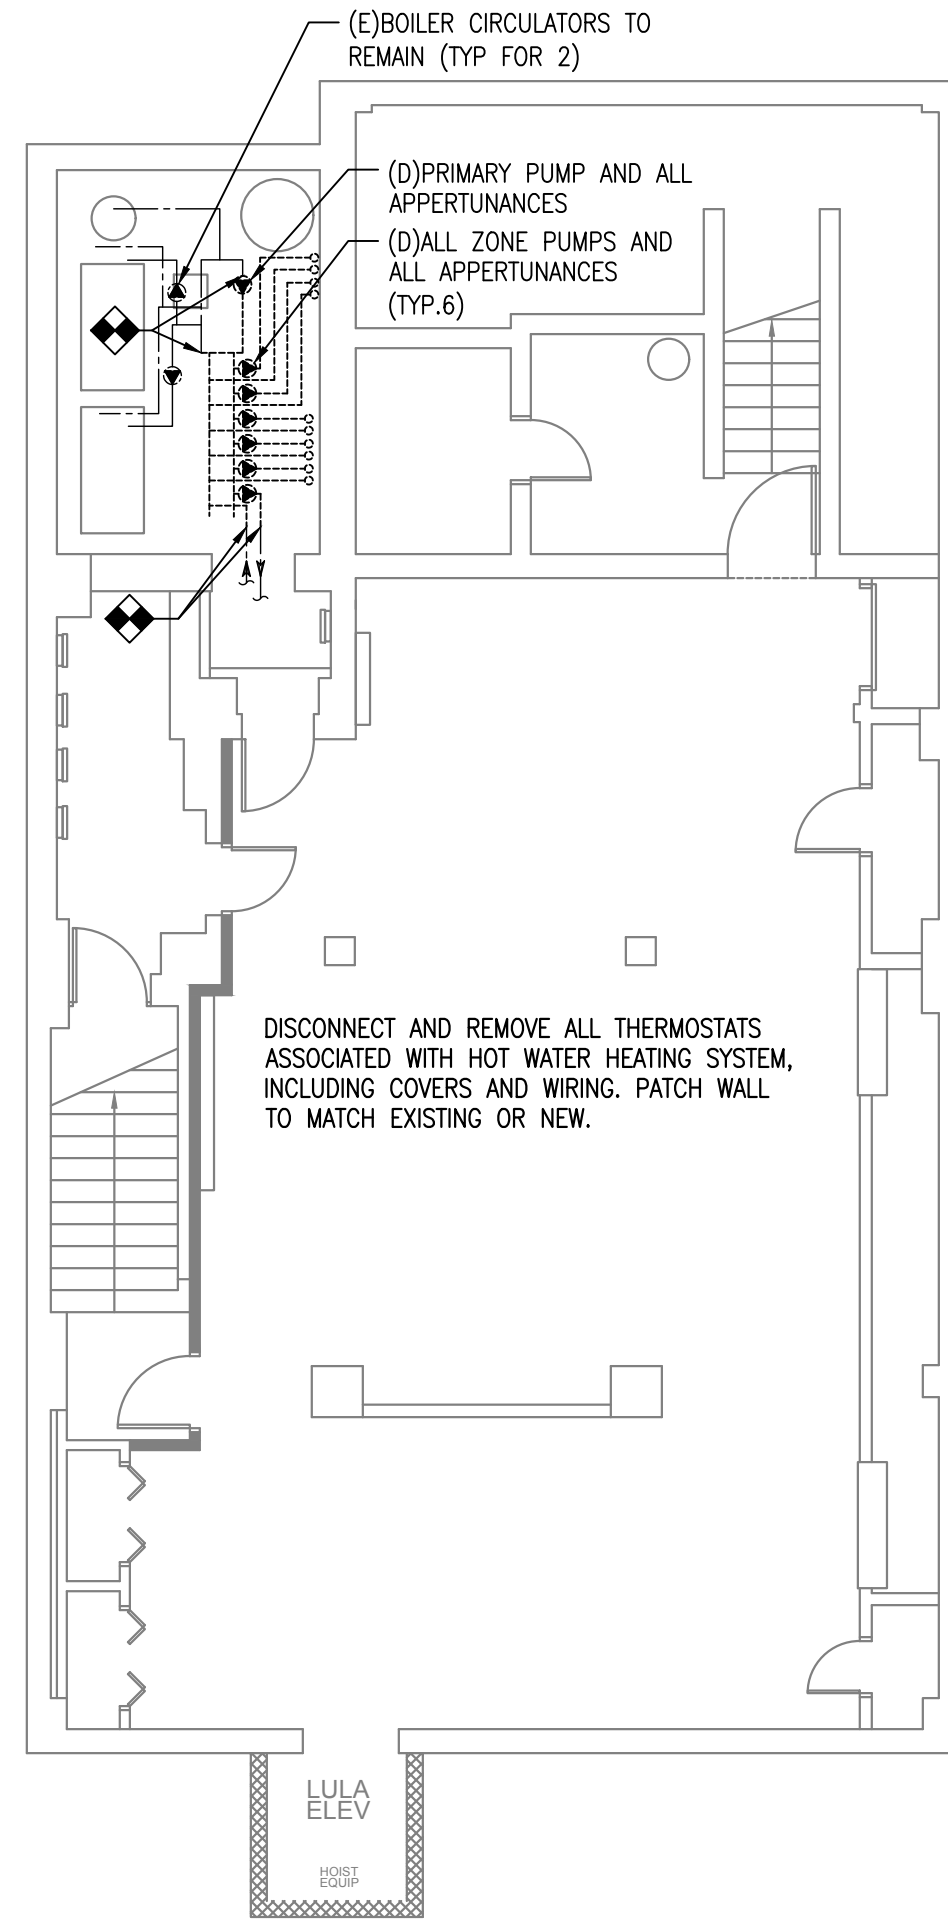 (E)BOILER CIRCULATORS TO
REMAIN (TYP FOR 2)
(D)PRIMARY PUMP AND ALL
APPERTUNANCES
(D)ALL ZONE PUMPS AND
ALL APPERTUNANCES
(TYP.6)
DISCONNECT AND REMOVE ALL THERMOSTATS
ASSOCIATED WITH HOT WATER HEATING SYSTEM,
INCLUDING COVERS AND WIRING. PATCH WALL
TO MATCH EXISTING OR NEW.
LULA
ELEV
HOIST
EQUIP